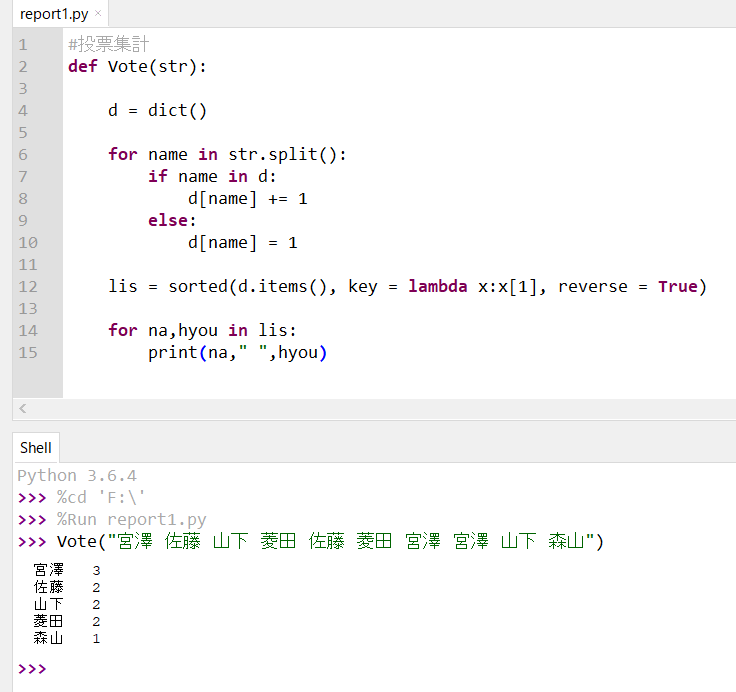 report1.py ×
1 #投票集計
2 def Vote(str):
3
4     d = dict()
5
6     for name in str.split():
7         if name in d:
8             d[name] += 1
9         else:
10             d[name] = 1
11
12     lis = sorted(d.items(), key = lambda x:x[1], reverse = True)
13
14     for na,hyou in lis:
15         print(na," ",hyou)
Shell
Python 3.6.4
>>> %cd 'F:\'
>>> %Run report1.py
>>> Vote("宮澤 佐藤 山下 菱田 佐藤 菱田 宮澤 宮澤 山下 森山")
宮澤   3
佐藤   2
山下   2
菱田   2
森山   1
>>>